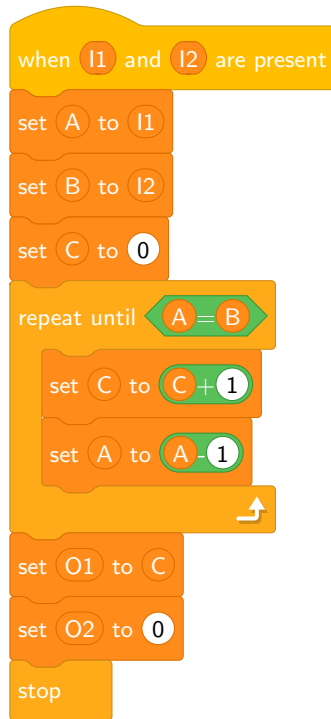 when I1 and I2 are present
set A to I1
set B to I2
set C to 0
repeat until A=B
set C to C+1
set A to A-1
set O1 to C
set O2 to 0
stop